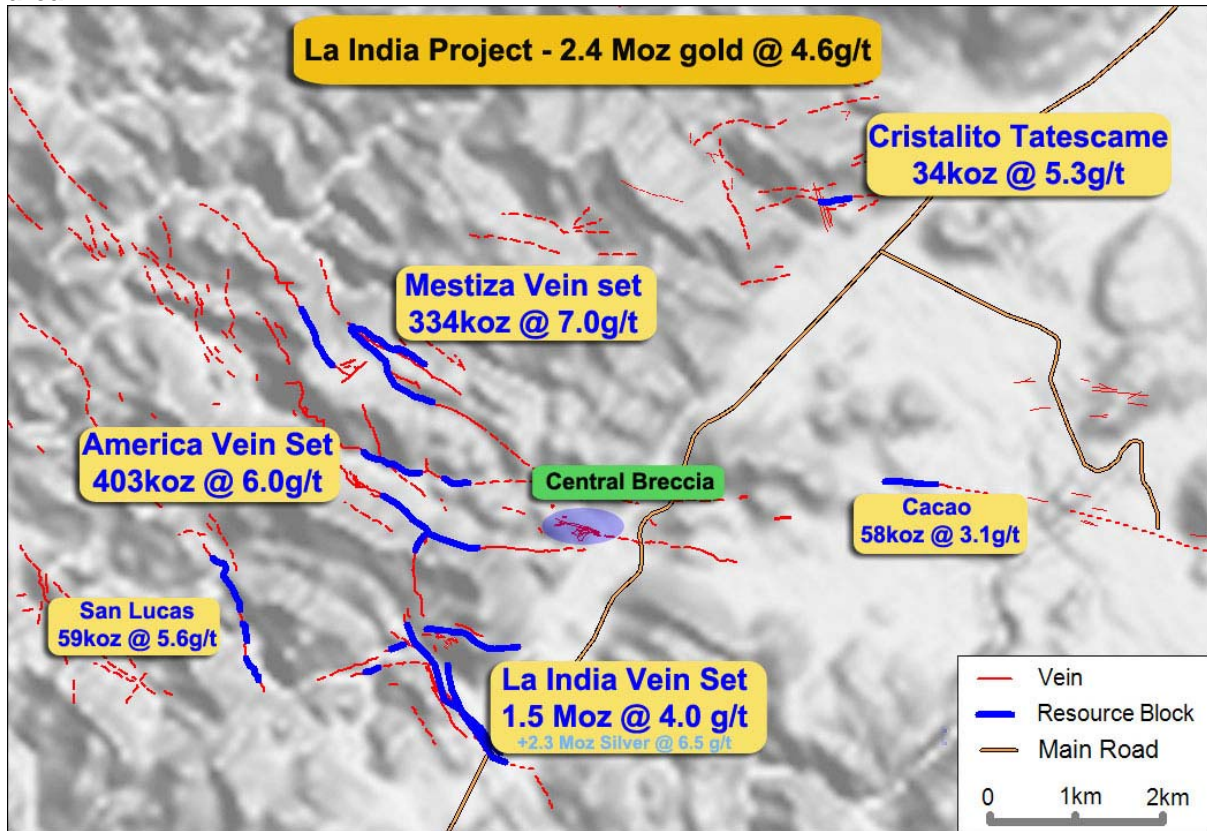 La India Project - 2.4 Moz gold @ 4.6g/t
Cristalito Tatescame
34koz @ 5.3g/t
Mestiza Vein set
334koz @ 7.0g/t
America Vein Set
403koz @ 6.0g/t
Central Breccia
Cacao
58koz @ 3.1g/t
San Lucas
59koz @ 5.6g/t
La India Vein Set
1.5 Moz @ 4.0 g/t
+2.3 Moz Silver @ 6.5 g/t
Vein
Resource Block
Main Road
0 1km 2km